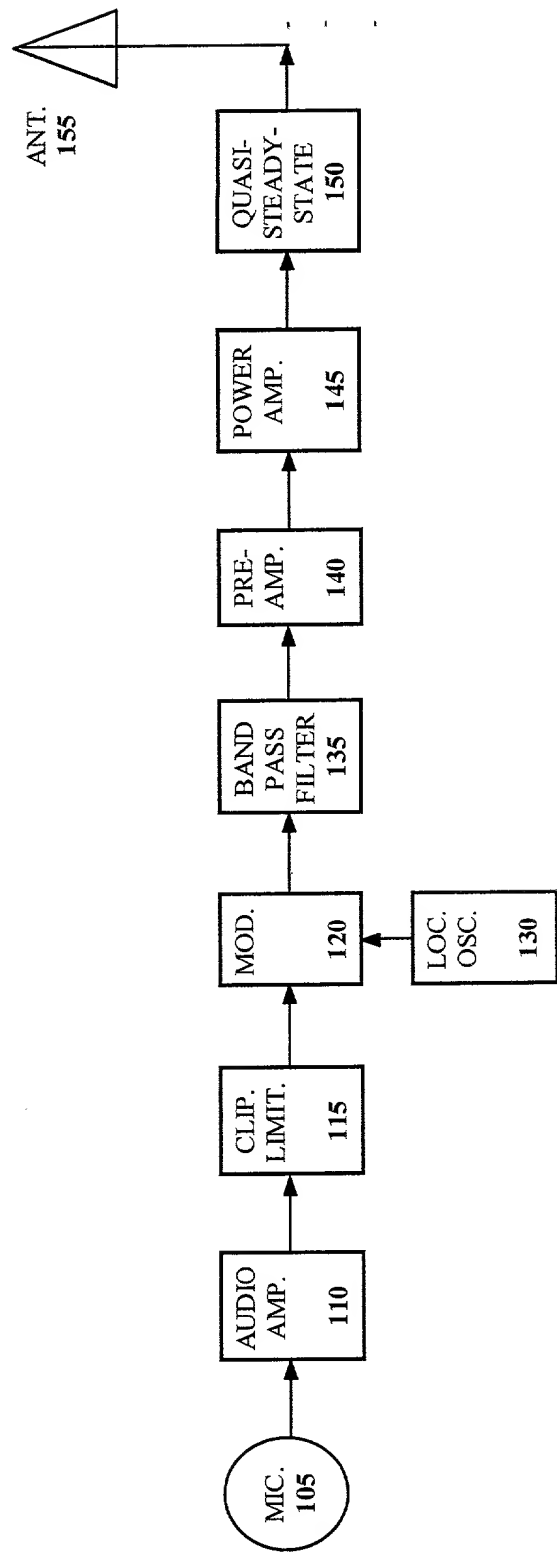 MIC.
105
AUDIO
AMP.
110
CLIP.
LIMIT.
115
MOD.
120
LOC.
OSC.
130
BAND
PASS
FILTER
135
PRE-
AMP.
140
POWER
AMP.
145
QUASI-
STEADY-
STATE
150
ANT.
155